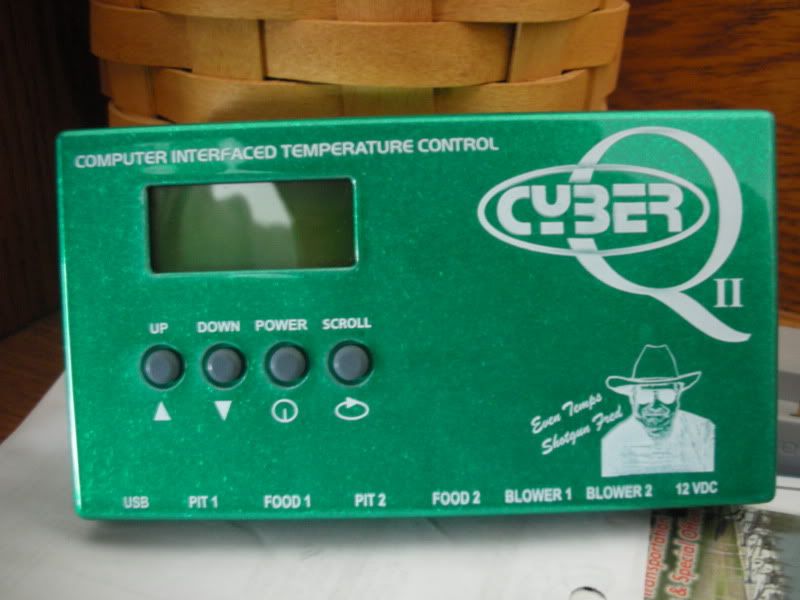 COMPUTER INTERFACED TEMPERATURE CONTROL
CYBER
Q
II
UP DOWN POWER SCROLL
Even Temps
Shotgun Fred
USB PIT 1 FOOD 1 PIT 2 FOOD 2 BLOWER 1 BLOWER 2 12 VDC
& Special